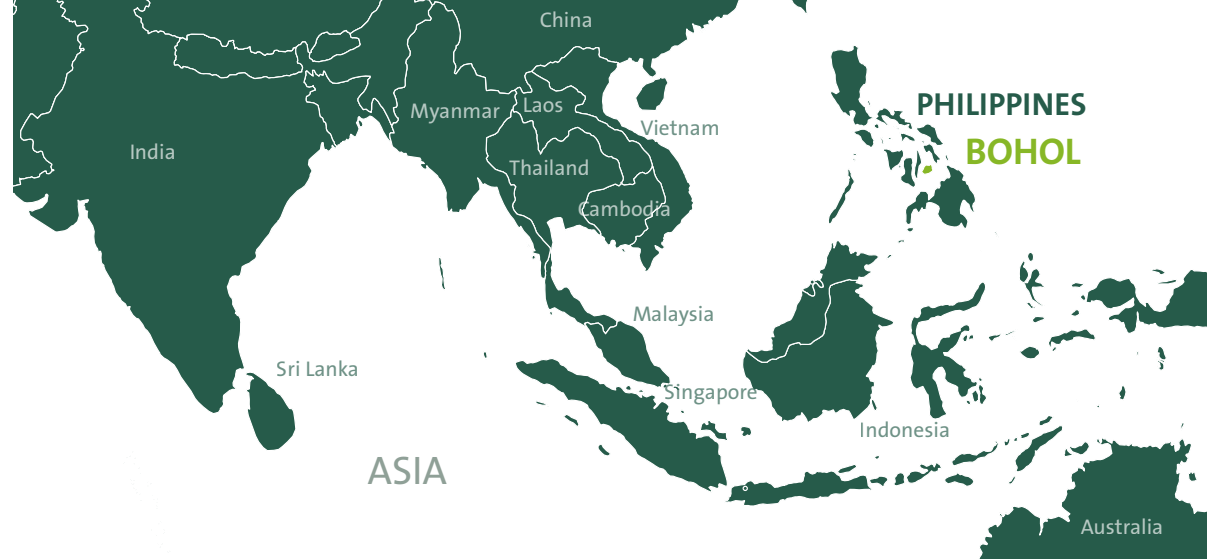 China
PHILIPPINES
Myanmar
Laos
Vietnam
India
BOHOL
Thailand
Cambodia
Malaysia
Sri Lanka
Singapore
Indonesia
ASIA
Australia